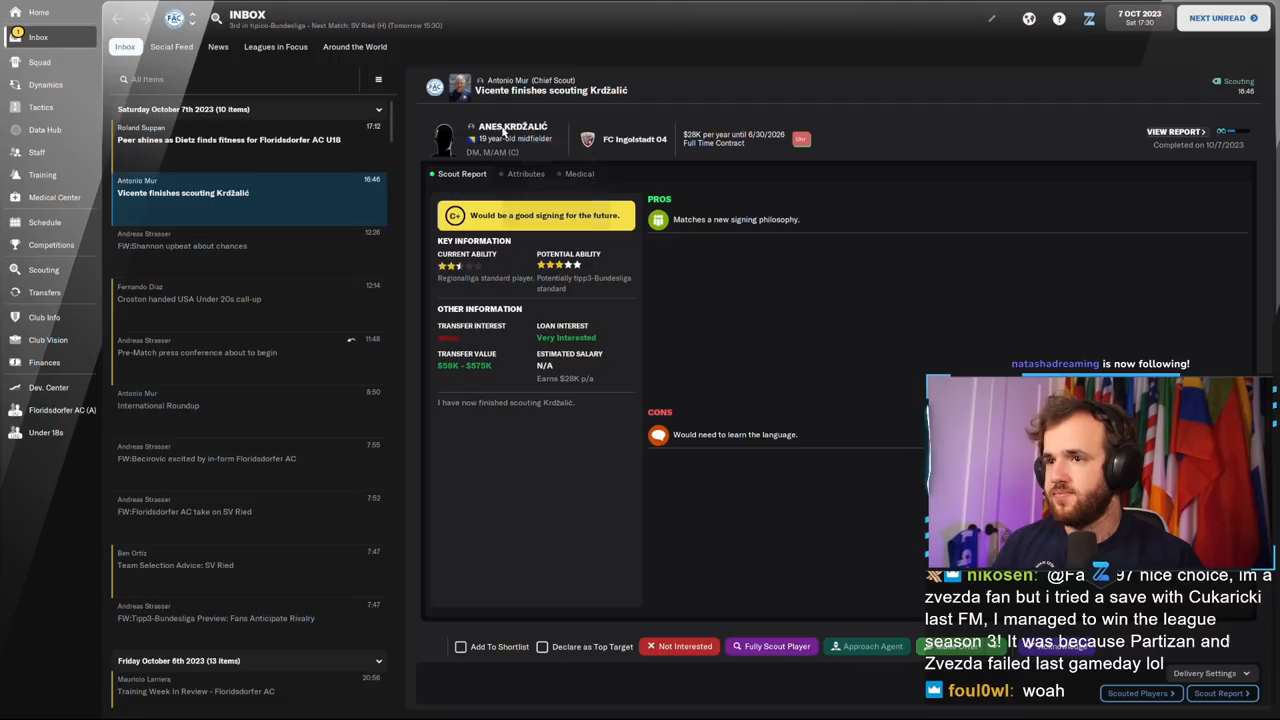 Home
INBOX
3rd in tipico-Bundesliga - Next Match: SV Ried (H) (Tomorrow 15:30)
7 OCT 2023
Sat 17:30
NEXT UNREAD
1
Inbox
Squad
Dynamics
Tactics
Data Hub
Staff
Training
Medical Center
Schedule
Competitions
Scouting
Transfers
Club Info
Club Vision
Finances
Dev. Center
Floridsdorfer AC (A)
Under 18s
Inbox
Social Feed
News
Leagues in Focus
Around the World
All Items
Saturday October 7th 2023 (10 items)
Roland Suppan
17:12
Peer shines as Dietz finds fitness for Floridsdorfer AC U18
Antonio Mur
16:46
Vicente finishes scouting Krdžalić
Andreas Strasser
12:26
FW:Shannon upbeat about chances
Fernando Diaz
12:14
Croston handed USA Under 20s call-up
Andreas Strasser
11:48
Pre-Match press conference about to begin
Antonio Mur
8:50
International Roundup
Andreas Strasser
7:55
FW:Becirovic excited by in-form Floridsdorfer AC
Andreas Strasser
7:52
FW:Floridsdorfer AC take on SV Ried
Ben Ortiz
7:47
Team Selection Advice: SV Ried
Andreas Strasser
7:47
FW:Tipp3-Bundesliga Preview: Fans Anticipate Rivalry
Friday October 6th 2023 (13 items)
Mauricio Larriera
20:56
Training Week In Review - Floridsdorfer AC
Antonio Mur (Chief Scout)
Vicente finishes scouting Krdžalić
Scouting
16:46
ANES KRDŽALIĆ
19 year-old midfielder
DM, M/AM (C)
FC Ingolstadt 04
$28K per year until 6/30/2026
Full Time Contract
Unr
VIEW REPORT
Completed on 10/7/2023
Scout Report
Attributes
Medical
C+
Would be a good signing for the future.
KEY INFORMATION
CURRENT ABILITY
POTENTIAL ABILITY
Regionalliga standard player.
Potentially tipp3-Bundesliga
standard
OTHER INFORMATION
TRANSFER INTEREST
LOAN INTEREST
Very Interested
TRANSFER VALUE
ESTIMATED SALARY
$58K - $575K
N/A
Earns $28K p/a
I have now finished scouting Krdžalić.
PROS
Matches a new signing philosophy.
CONS
Would need to learn the language.
natashadreaming is now following!
nikosen: @Fa 97 nice choice, im a
zvezda fan but i tried a save with Cukaricki
last FM, I managed to win the league
season 3! It was because Partizan and
Zvezda failed last gameday lol
foul0wl: woah
Add To Shortlist
Declare as Top Target
Not Interested
Fully Scout Player
Approach Agent
Delivery Settings
Scouted Players
Scout Report